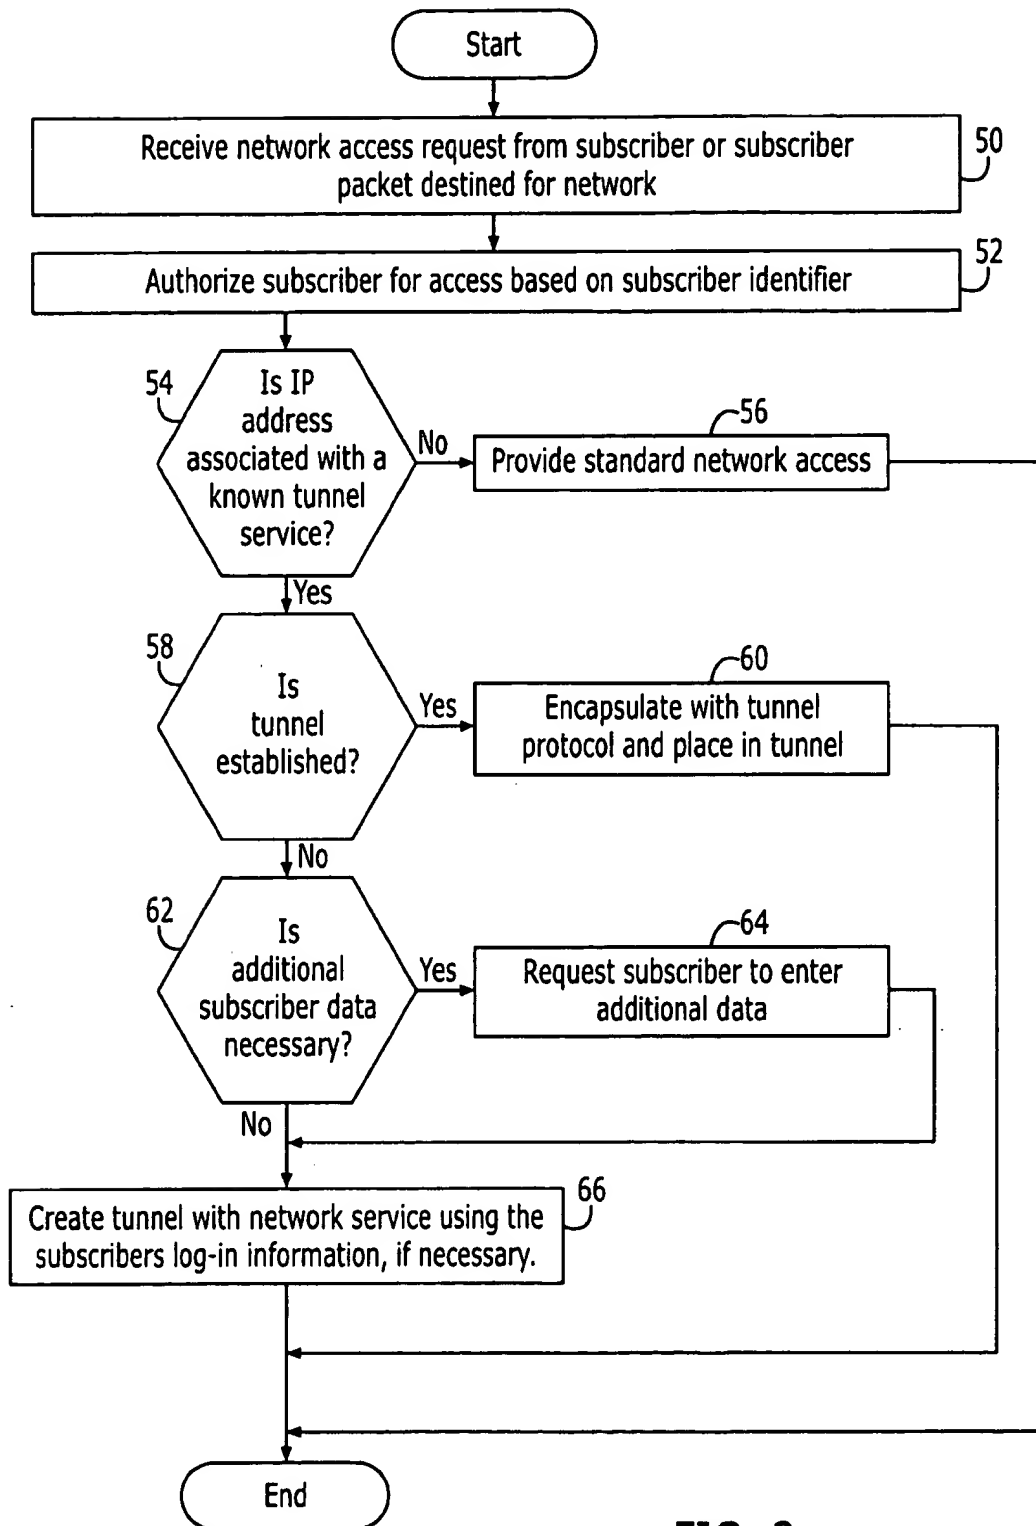 Start
Receive network access request from subscriber or subscriber
packet destined for network
50
Authorize subscriber for access based on subscriber identifier
52
54
Is IP
address
associated with a
known tunnel
service?
No
56
Provide standard network access
Yes
58
Is
tunnel
established?
Yes
60
Encapsulate with tunnel
protocol and place in tunnel
No
62
Is
additional
subscriber data
necessary?
Yes
64
Request subscriber to enter
additional data
No
66
Create tunnel with network service using the
subscribers log-in information, if necessary.
End